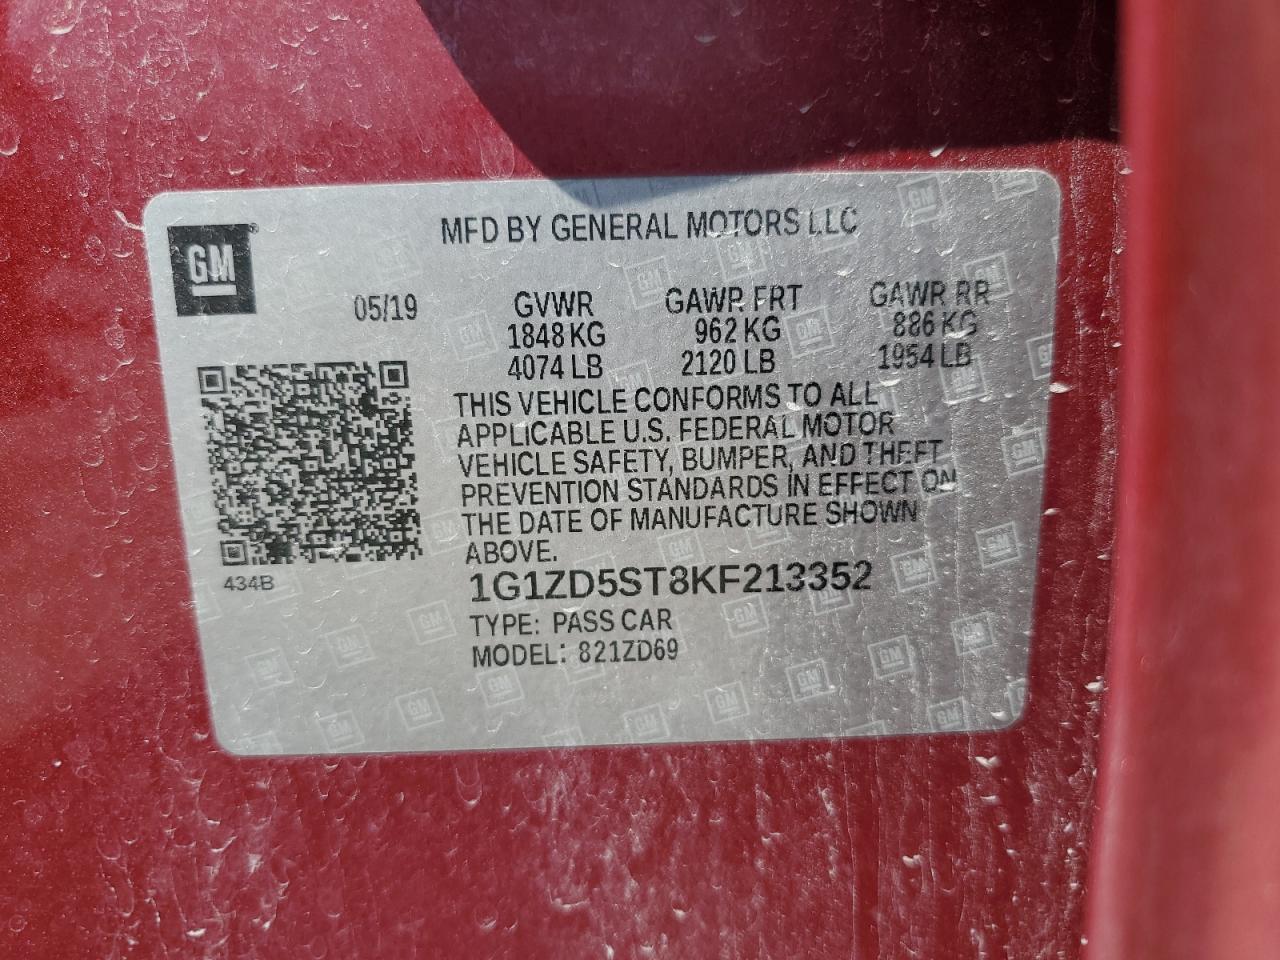 MFD BY GENERAL MOTORS LLC
GM
05/19
GVWR GAWR FRT GAWR RR
1848 KG 962 KG 886 KG
4074 LB 2120 LB 1954 LB
THIS VEHICLE CONFORMS TO ALL
APPLICABLE U.S. FEDERAL MOTOR
VEHICLE SAFETY, BUMPER, AND THEFT
PREVENTION STANDARDS IN EFFECT ON
THE DATE OF MANUFACTURE SHOWN
ABOVE.
434B
1G1ZD5ST8KF213352
TYPE: PASS CAR
MODEL: 821ZD69